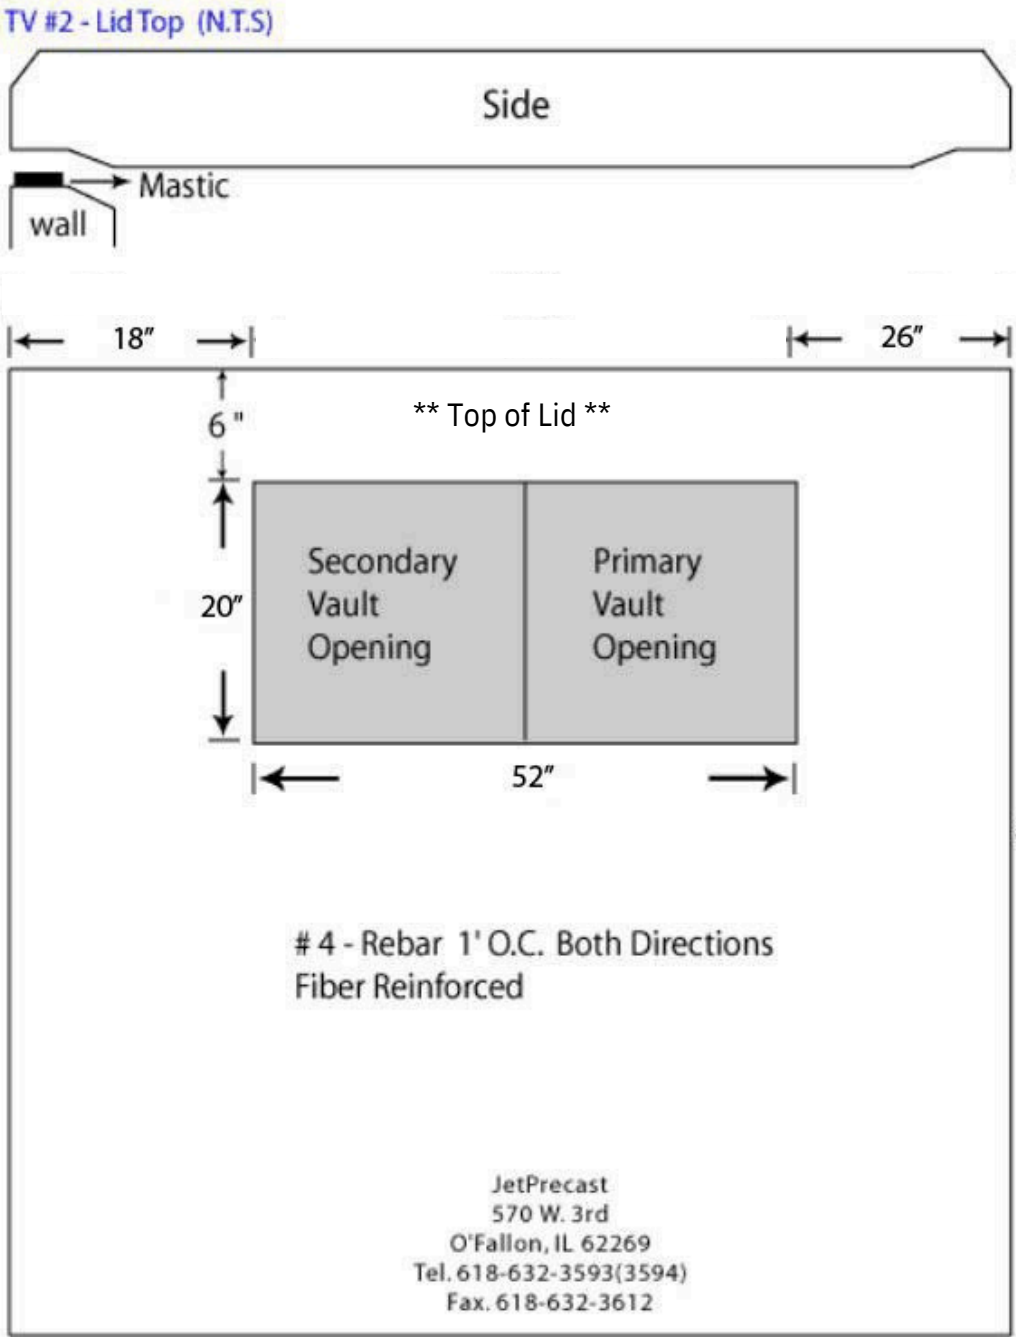 TV #2 - Lid Top (N.T.S)
Side
Mastic
wall
18″
26″
** Top of Lid **
6 "
Secondary
Vault
Opening
Primary
Vault
Opening
20″
52″
# 4 - Rebar 1' O.C. Both Directions
Fiber Reinforced
JetPrecast
570 W. 3rd
O'Fallon, IL 62269
Tel. 618-632-3593(3594)
Fax. 618-632-3612